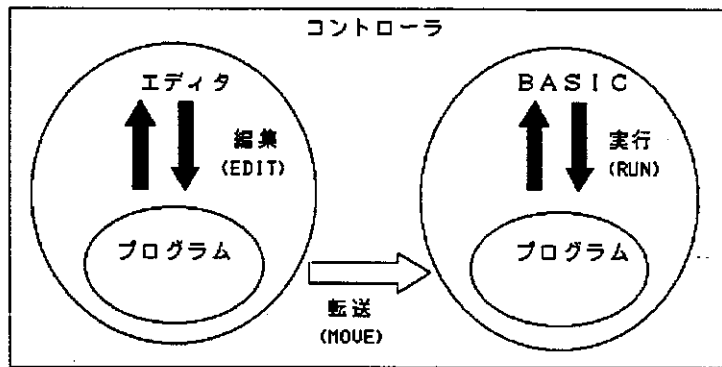 コントローラ
エディタ
編集
(EDIT)
プログラム
転送
(MOVE)
BASIC
実行
(RUN)
プログラム